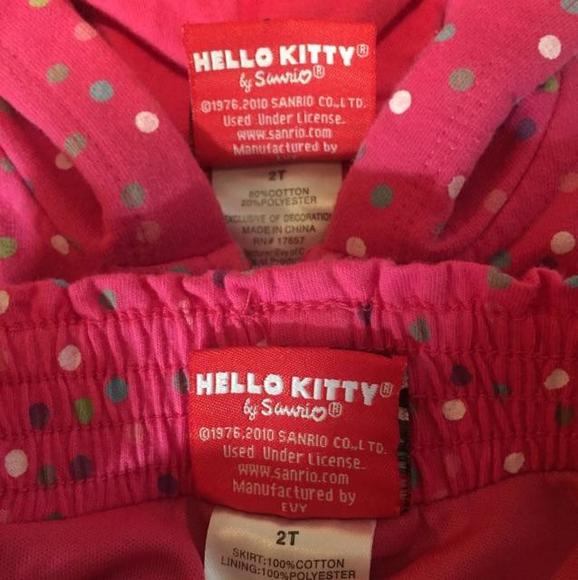 HELLO KITTY®
by Sanrio®
©1976,2010 SANRIO CO.,LTD.
Used Under License.
www.sanrio.com
Manufactured by
EVY
2T
80%COTTON
20%POLYESTER
EXCLUSIVE OF DECORATION
MADE IN CHINA
RN# 17657
HELLO KITTY®
by Sanrio®
©1976,2010 SANRIO CO.,LTD.
Used Under License.
www.sanrio.com
Manufactured by
EVY
2T
SKIRT:100%COTTON
LINING:100%POLYESTER